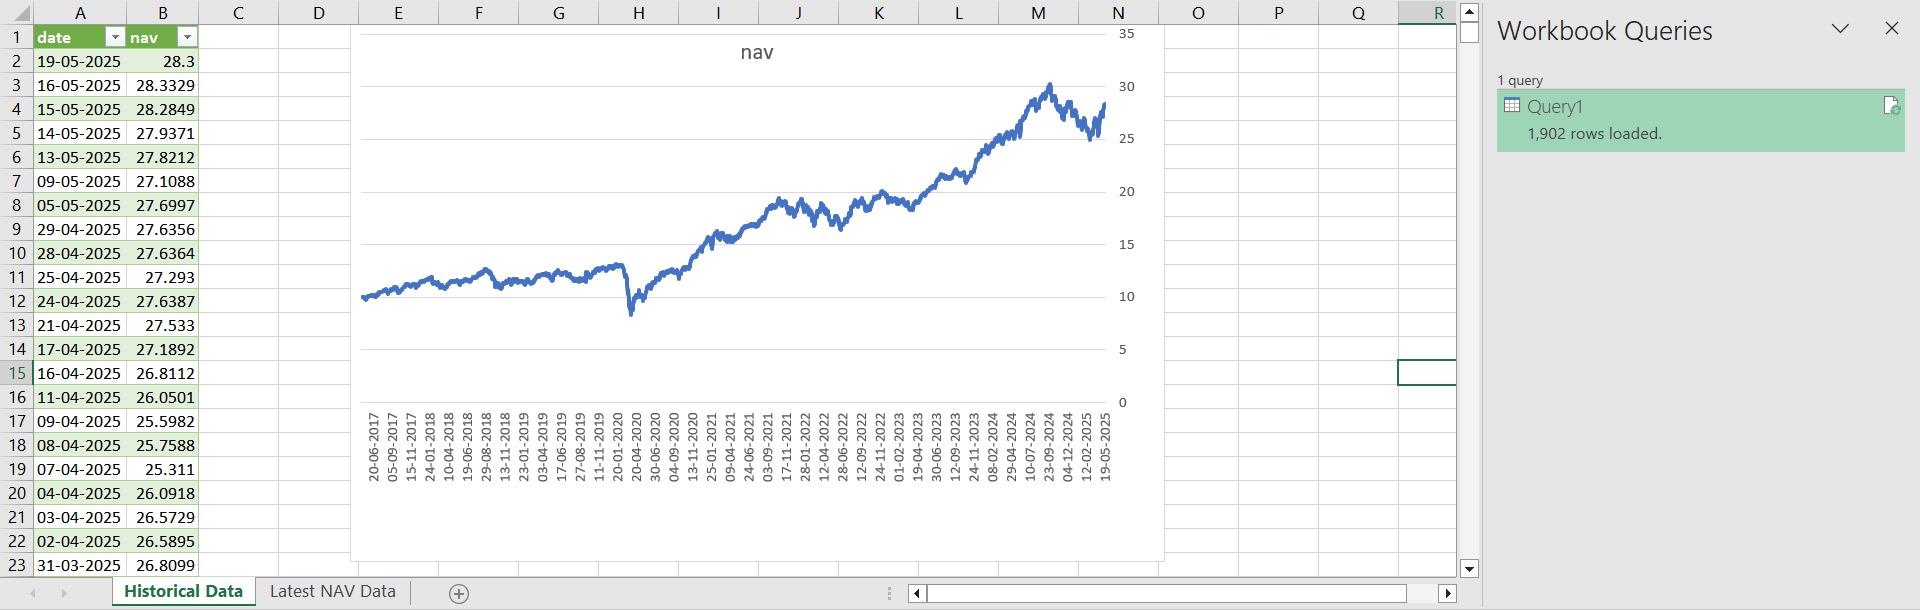 A B C D E F G H I J K L M N O P Q R
1 date nav
2 19-05-2025 28.3
3 16-05-2025 28.3329
4 15-05-2025 28.2849
5 14-05-2025 27.9371
6 13-05-2025 27.8212
7 09-05-2025 27.1088
8 05-05-2025 27.6997
9 29-04-2025 27.6356
10 28-04-2025 27.6364
11 25-04-2025 27.293
12 24-04-2025 27.6387
13 21-04-2025 27.533
14 17-04-2025 27.1892
15 16-04-2025 26.8112
16 11-04-2025 26.0501
17 09-04-2025 25.5982
18 08-04-2025 25.7588
19 07-04-2025 25.311
20 04-04-2025 26.0918
21 03-04-2025 26.5729
22 02-04-2025 26.5895
23 31-03-2025 26.8099
nav
35
30
25
20
15
10
5
0
20-06-2017
05-09-2017
15-11-2017
24-01-2018
10-04-2018
19-06-2018
29-08-2018
13-11-2018
23-01-2019
03-04-2019
17-06-2019
27-08-2019
11-11-2019
20-01-2020
20-04-2020
30-06-2020
04-09-2020
13-11-2020
25-01-2021
09-04-2021
24-06-2021
03-09-2021
17-11-2021
28-01-2022
12-04-2022
28-06-2022
12-09-2022
24-11-2022
01-02-2023
19-04-2023
30-06-2023
12-09-2023
24-11-2023
08-02-2024
29-04-2024
10-07-2024
23-09-2024
04-12-2024
12-02-2025
19-05-2025
Historical Data
Latest NAV Data
Workbook Queries
1 query
Query1
1,902 rows loaded.